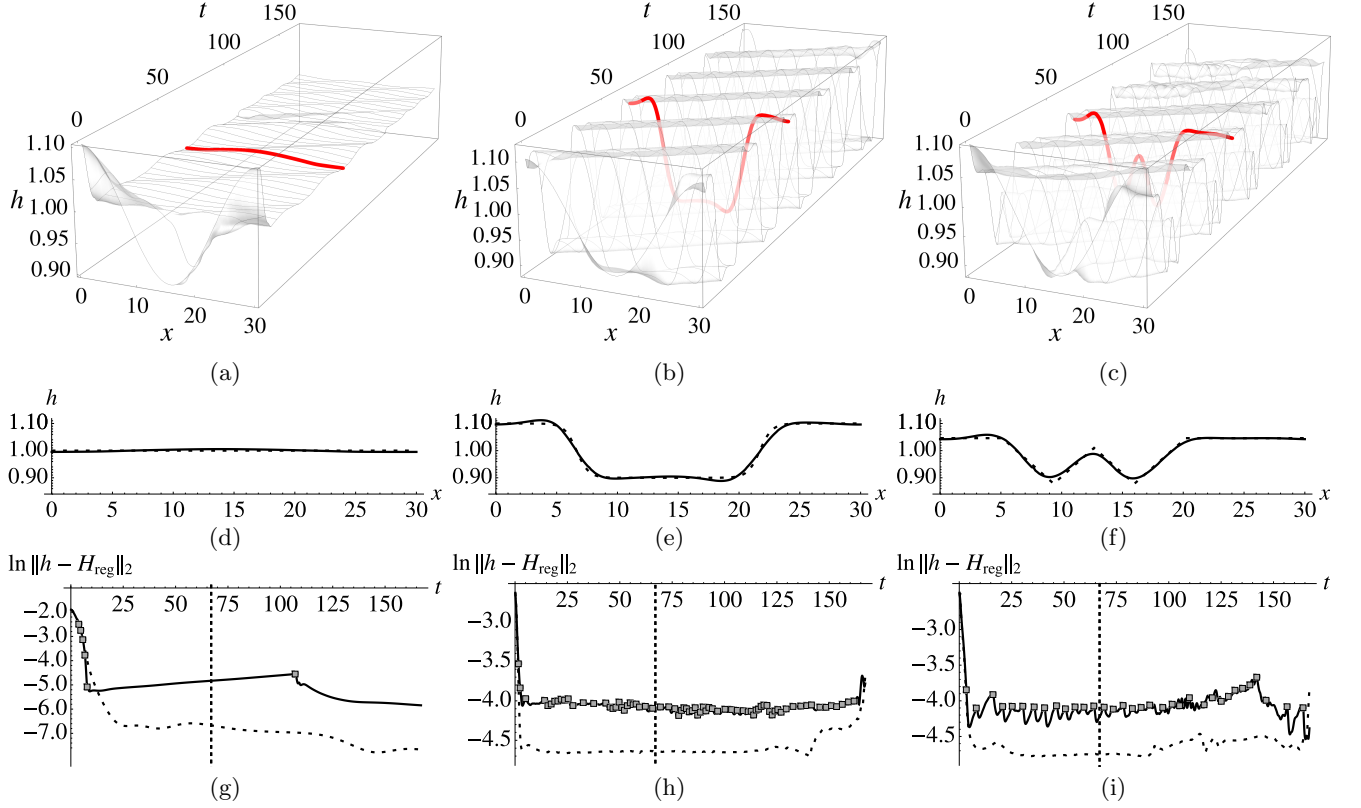 t
150
100
50
0
1.10
1.05
h 1.00
0.95
0.90
0
10
20
30
x
(a)
t
150
100
50
0
1.10
1.05
h 1.00
0.95
0.90
0
10
20
30
x
(b)
t
150
100
50
0
1.10
1.05
h 1.00
0.95
0.90
0
10
20
30
x
(c)
h
1.10
1.00
0.90
x
0 5 10 15 20 25 30
(d)
h
1.10
1.00
0.90
x
0 5 10 15 20 25 30
(e)
h
1.10
1.00
0.90
x
0 5 10 15 20 25 30
(f)
ln ‖h − H_reg‖₂
t
25 50 75 100 125 150
−2.0
−3.0
−4.0
−5.0
−6.0
−7.0
(g)
ln ‖h − H_reg‖₂
t
25 50 75 100 125 150
−3.0
−3.5
−4.0
−4.5
(h)
ln ‖h − H_reg‖₂
t
25 50 75 100 125 150
−3.0
−3.5
−4.0
−4.5
(i)